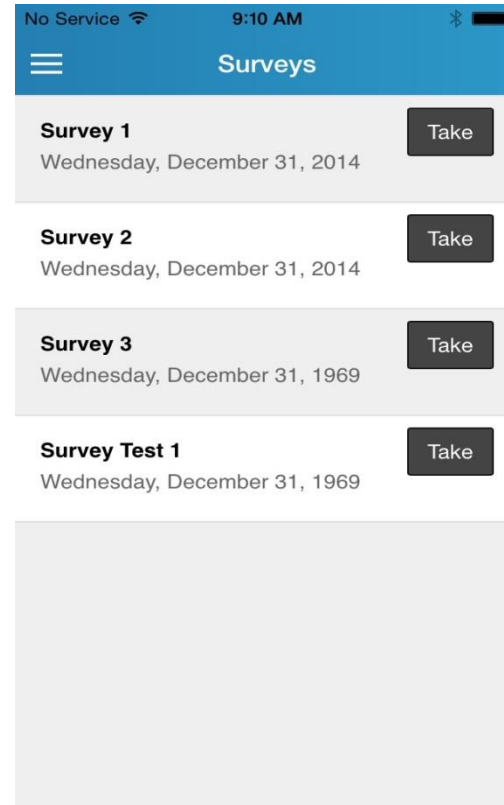 No Service 9:10 AM
Surveys
Survey 1
Take
Wednesday, December 31, 2014
Survey 2
Take
Wednesday, December 31, 2014
Survey 3
Take
Wednesday, December 31, 1969
Survey Test 1
Take
Wednesday, December 31, 1969